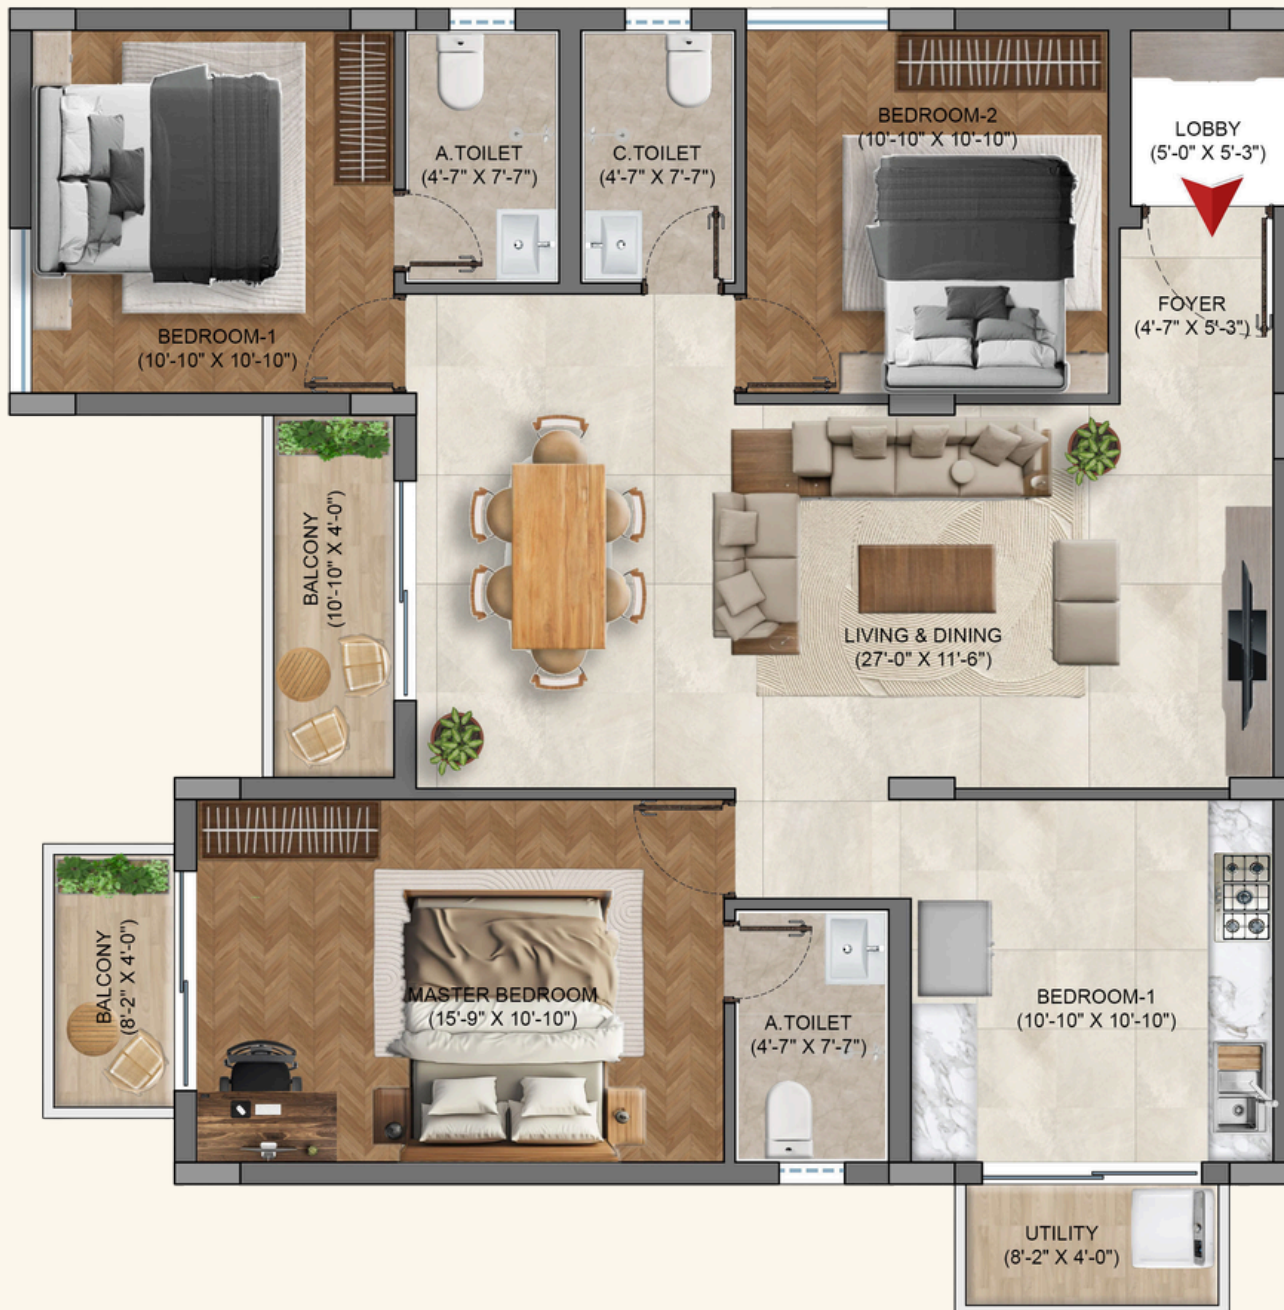 BEDROOM-2
(10'-10" X 10'-10")
LOBBY
(5'-0" X 5'-3")
A.TOILET
(4'-7" X 7'-7")
C.TOILET
(4'-7" X 7'-7")
FOYER
(4'-7" X 5'-3")
BEDROOM-1
(10'-10" X 10'-10")
BALCONY
(10'-10" X 4'-0")
LIVING & DINING
(27'-0" X 11'-6")
BALCONY
(8'-2" X 4'-0")
MASTER BEDROOM
(15'-9" X 10'-10")
A.TOILET
(4'-7" X 7'-7")
BEDROOM-1
(10'-10" X 10'-10")
UTILITY
(8'-2" X 4'-0")